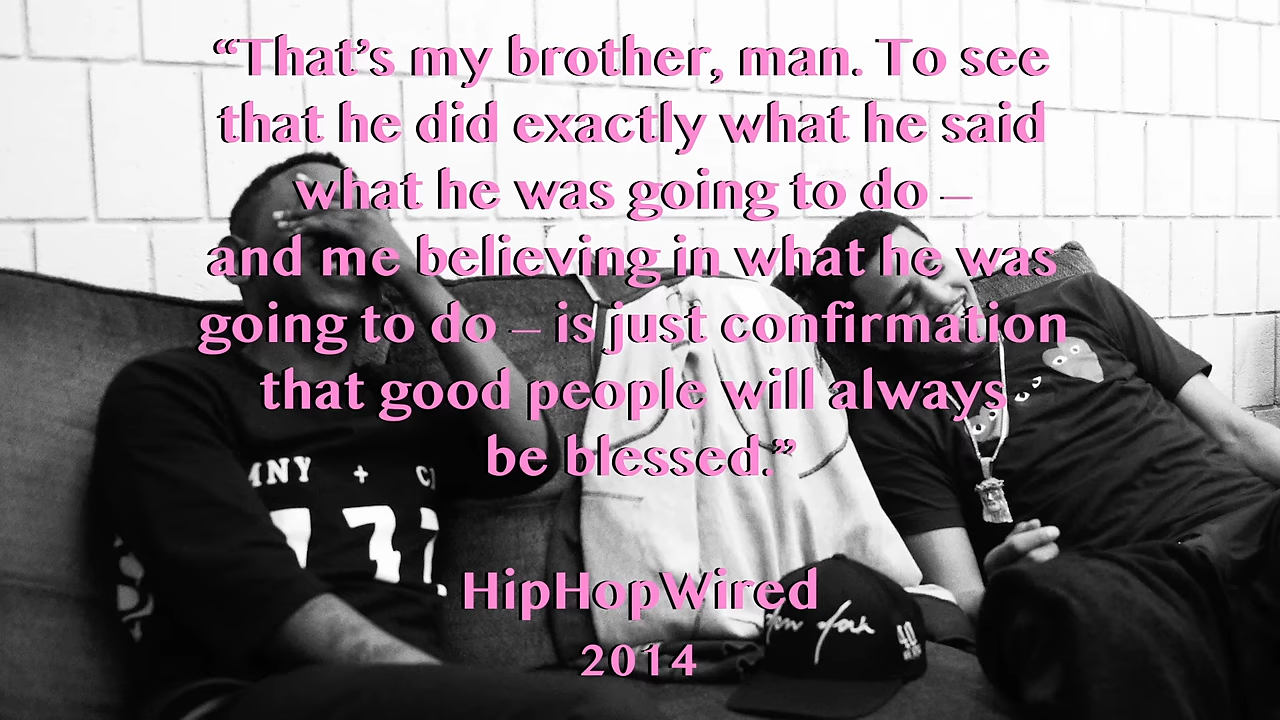 “That’s my brother, man. To see
that he did exactly what he said
what he was going to do –
and me believing in what he was
going to do – is just confirmation
that good people will always
be blessed.”
HipHopWired
2014
40